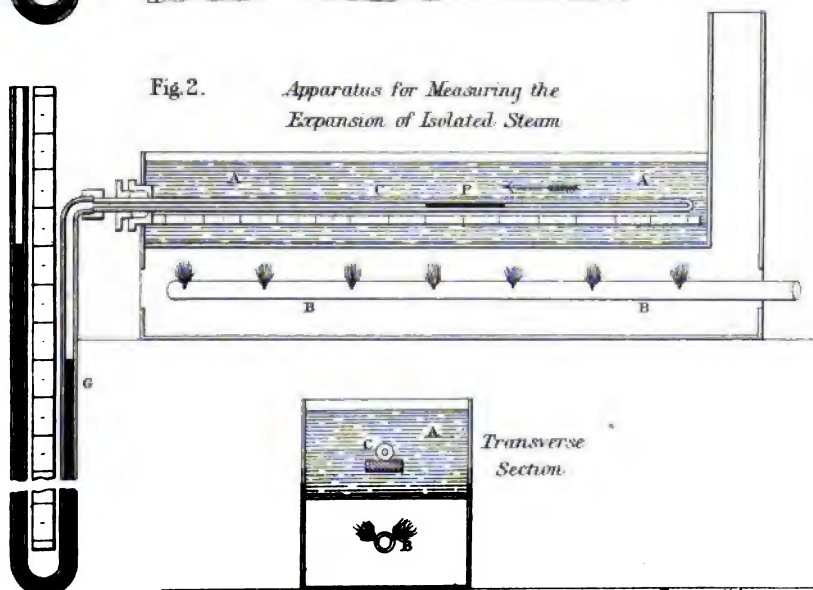 Fig. 2.
Apparatus for Measuring the
Expansion of Isolated Steam
A C P A
B B
G
C A
Transverse
Section
B